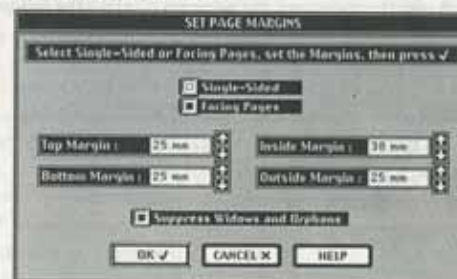 SET PAGE MARGINS
Select Single-Sided or Facing Pages, set the Margins, then press √
Single-Sided
Facing Pages
Top Margin : 25 mm Inside Margin : 30 mm
Bottom Margin : 25 mm Outside Margin : 25 mm
Suppress Widows and Orphans
OK √ CANCEL X HELP